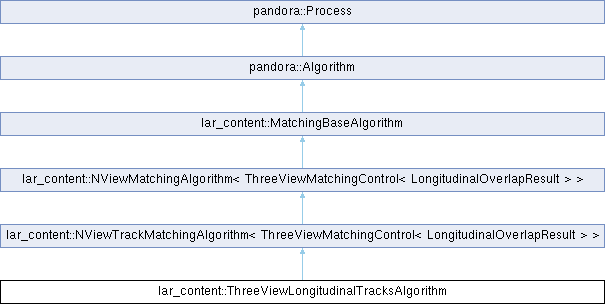 pandora::Process
pandora::Algorithm
lar_content::MatchingBaseAlgorithm
lar_content::NViewMatchingAlgorithm< ThreeViewMatchingControl< LongitudinalOverlapResult > >
lar_content::NViewTrackMatchingAlgorithm< ThreeViewMatchingControl< LongitudinalOverlapResult > >
lar_content::ThreeViewLongitudinalTracksAlgorithm